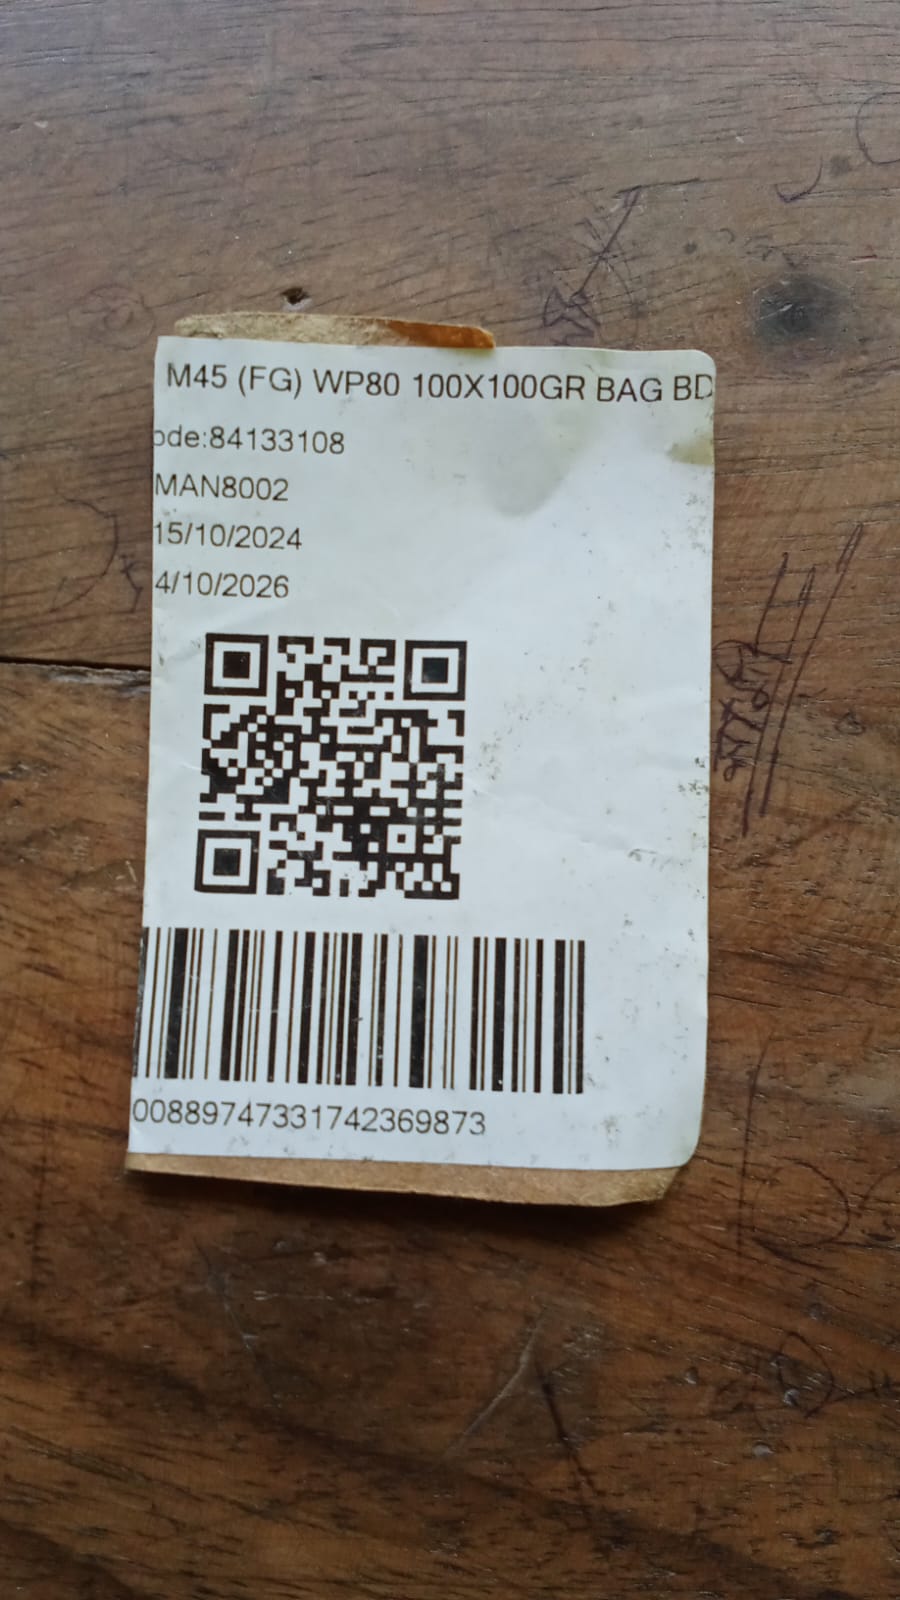 M45 (FG) WP80 100X100GR BAG BD
ode:84133108
MAN8002
15/10/2024
4/10/2026
00889747331742369873